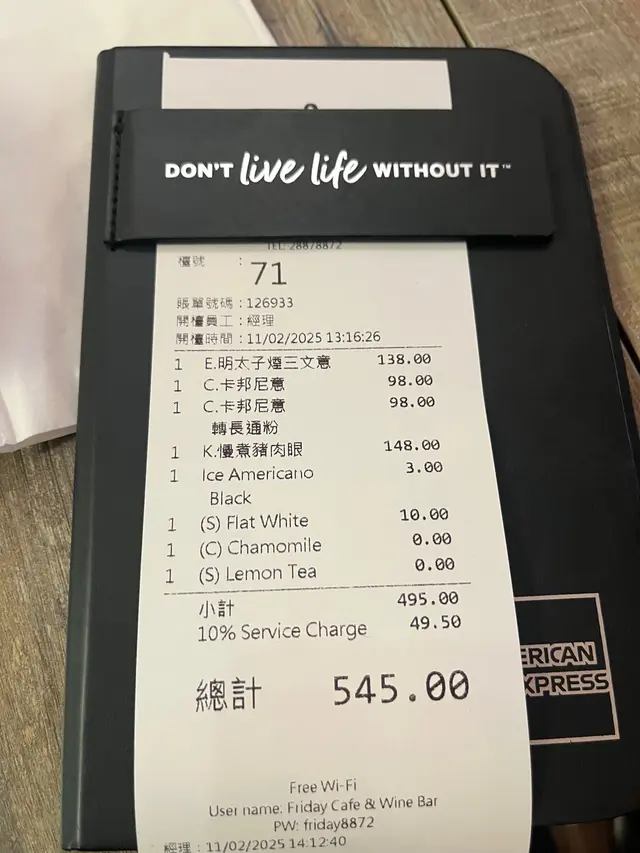 DON'T live life WITHOUT IT™
TEL: 28878872
檯號 : 71
賬單號碼 : 126933
開檯員工 : 經理
開檯時間 : 11/02/2025 13:16:26
1 E.明太子煙三文意 138.00
1 C.卡邦尼意 98.00
1 C.卡邦尼意 98.00
轉長通粉
1 K.慢煮豬肉眼 148.00
1 Ice Americano 3.00
Black
1 (S) Flat White 10.00
1 (C) Chamomile 0.00
1 (S) Lemon Tea 0.00
小計 495.00
10% Service Charge 49.50
總計 545.00
ERICAN
XPRESS
Free Wi-Fi
User name: Friday Cafe & Wine Bar
PW: friday8872
經理 : 11/02/2025 14:12:40